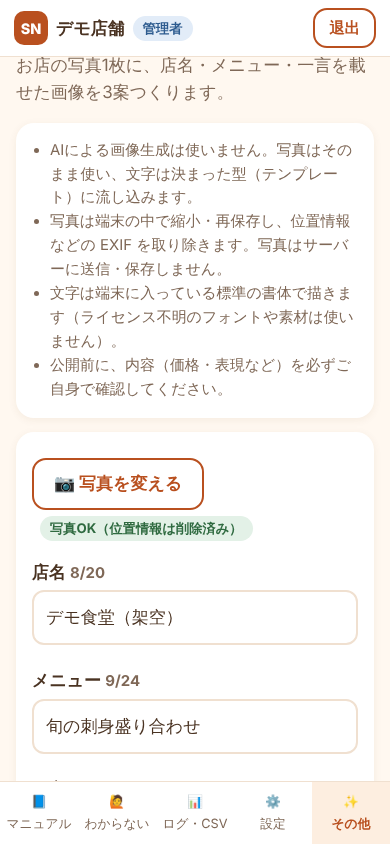 SN デモ店舗 管理者 退出
お店の写真1枚に、店名・メニュー・一言を載
せた画像を3案つくります。
• AIによる画像生成は使いません。写真はその
まま使い、文字は決まった型（テンプレー
ト）に流し込みます。
• 写真は端末の中で縮小・再保存し、位置情報
などの EXIF を取り除きます。写真はサーバ
ーに送信・保存しません。
• 文字は端末に入っている標準の書体で描きま
す（ライセンス不明のフォントや素材は使い
ません）。
• 公開前に、内容（価格・表現など）を必ずご
自身で確認してください。
📷 写真を変える
写真OK（位置情報は削除済み）
店名 8/20
デモ食堂（架空）
メニュー 9/24
旬の刺身盛り合わせ
マニュアル わからない ログ・CSV 設定 その他